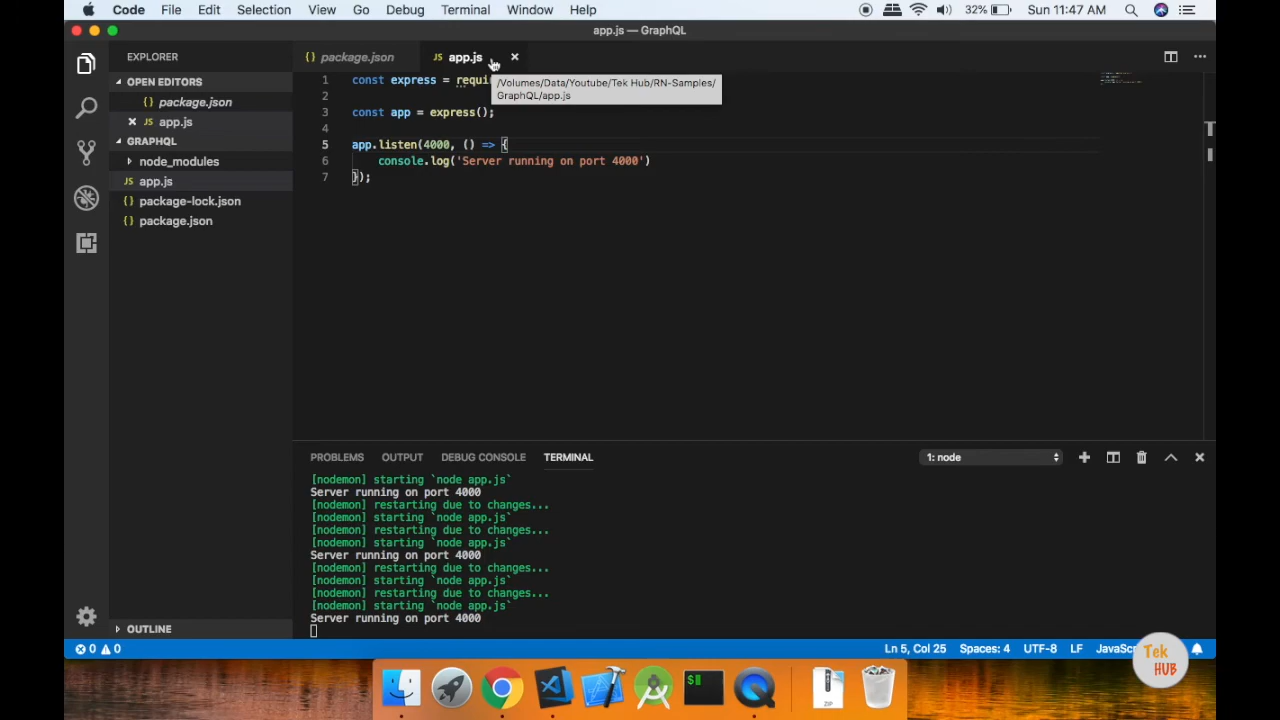 Code File Edit Selection View Go Debug Terminal Window Help 32% Sun 11:47 AM
app.js — GraphQL
EXPLORER
{} package.json
JS app.js
OPEN EDITORS
{} package.json
JS app.js
GRAPHQL
node_modules
JS app.js
{} package-lock.json
{} package.json
OUTLINE
1 const express =
/Volumes/Data/Youtube/Tek Hub/RN-Samples/
GraphQL/app.js
2
3 const app = express();
4
5 app.listen(4000, () => {
6 console.log('Server running on port 4000')
7 });
PROBLEMS OUTPUT DEBUG CONSOLE TERMINAL 1: node
[nodemon] starting `node app.js`
Server running on port 4000
[nodemon] restarting due to changes...
[nodemon] starting `node app.js`
[nodemon] restarting due to changes...
[nodemon] starting `node app.js`
Server running on port 4000
[nodemon] restarting due to changes...
[nodemon] starting `node app.js`
[nodemon] restarting due to changes...
[nodemon] starting `node app.js`
Server running on port 4000
0 0 Ln 5, Col 25 Spaces: 4 UTF-8 LF
Tek
HUB
$
ZIP